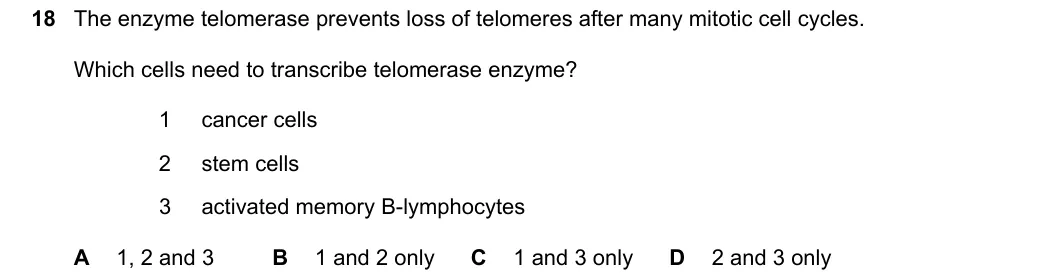 18 The enzyme telomerase prevents loss of telomeres after many mitotic cell cycles.
Which cells need to transcribe telomerase enzyme?
1 cancer cells
2 stem cells
3 activated memory B-lymphocytes
A 1, 2 and 3 B 1 and 2 only C 1 and 3 only D 2 and 3 only